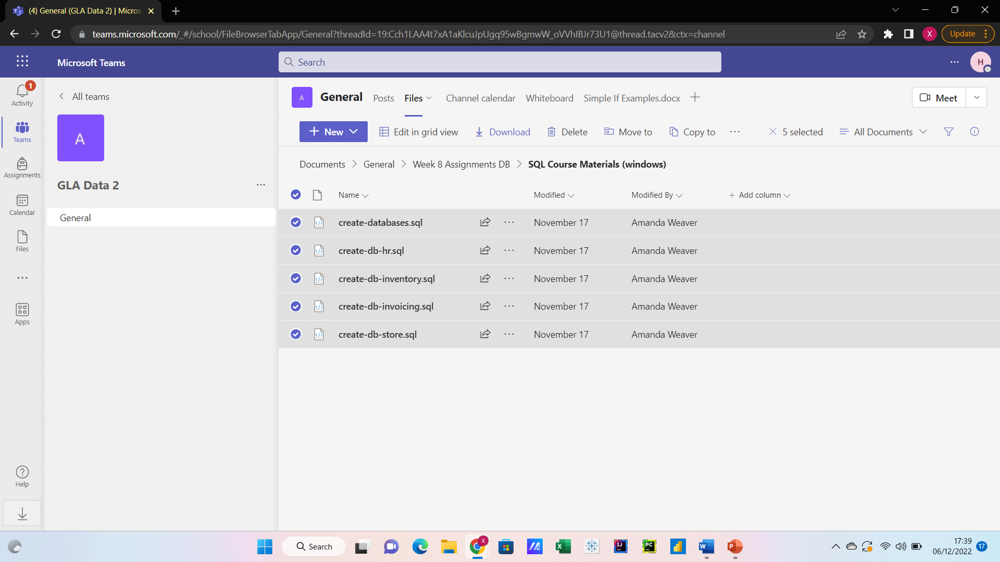 (4) General (GLA Data 2) | Micros
teams.microsoft.com/_#/school/FileBrowserTabApp/General?threadId=19:Cch1LAA4t7xA1aKlcuJpUgq95wBgmwW_oVVhIBJr73U1@thread.tacv2&ctx=channel
X
Update
Microsoft Teams
Search
H
1
Activity
Teams
Assignments
Calendar
Files
Apps
Help
All teams
A
GLA Data 2
General
A
General
Posts
Files
Channel calendar
Whiteboard
Simple If Examples.docx
Meet
New
Edit in grid view
Download
Delete
Move to
Copy to
5 selected
All Documents
Documents > General > Week 8 Assignments DB > SQL Course Materials (windows)
Name
Modified
Modified By
+ Add column
create-databases.sql November 17 Amanda Weaver
create-db-hr.sql November 17 Amanda Weaver
create-db-inventory.sql November 17 Amanda Weaver
create-db-invoicing.sql November 17 Amanda Weaver
create-db-store.sql November 17 Amanda Weaver
Search
X
X
IJ
PC
W
P
17:39
06/12/2022
17